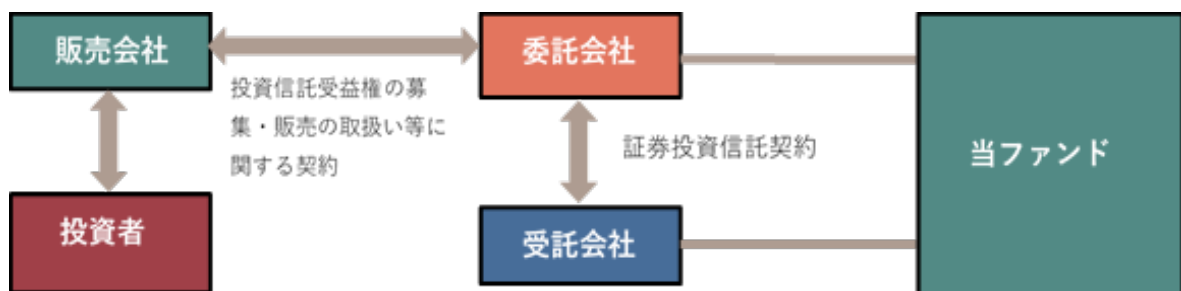 販売会社
委託会社
投資信託受益権の募
集・販売の取扱い等に
関する契約
証券投資信託契約
当ファンド
投資者
受託会社